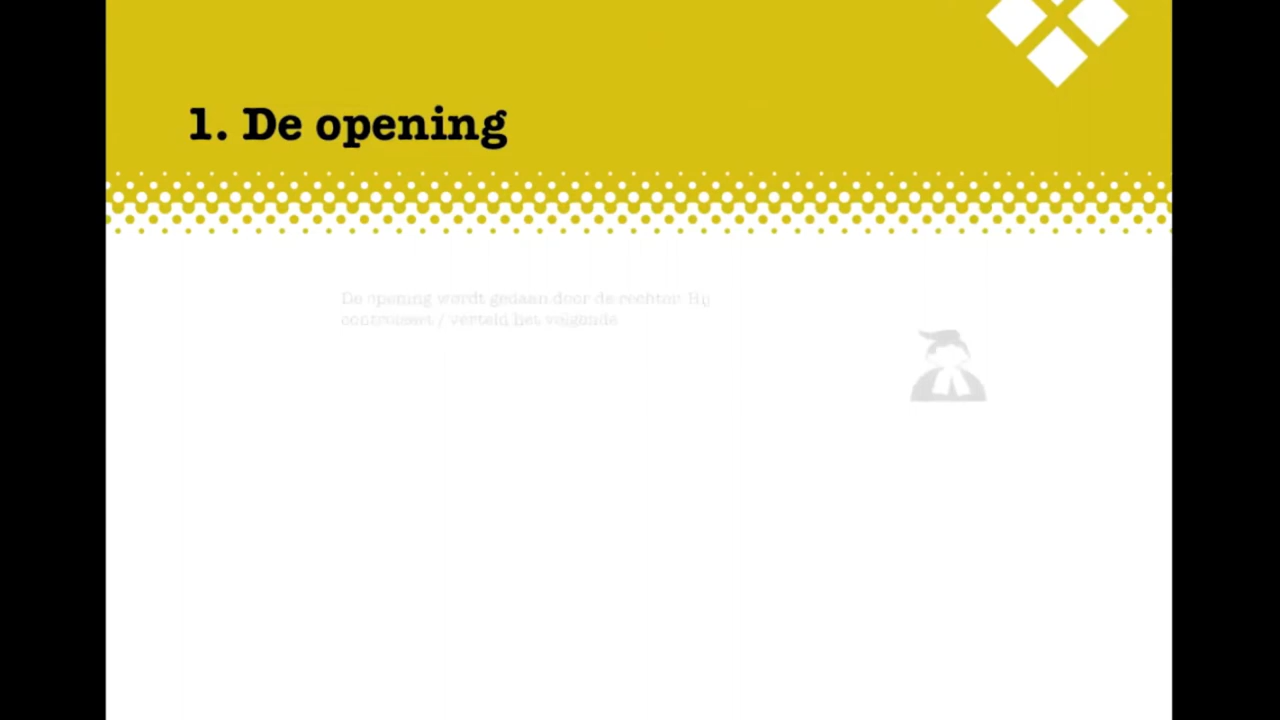 1. De opening
De opening wordt gedaan door de rechter. Hij
controleert / verteld het volgende